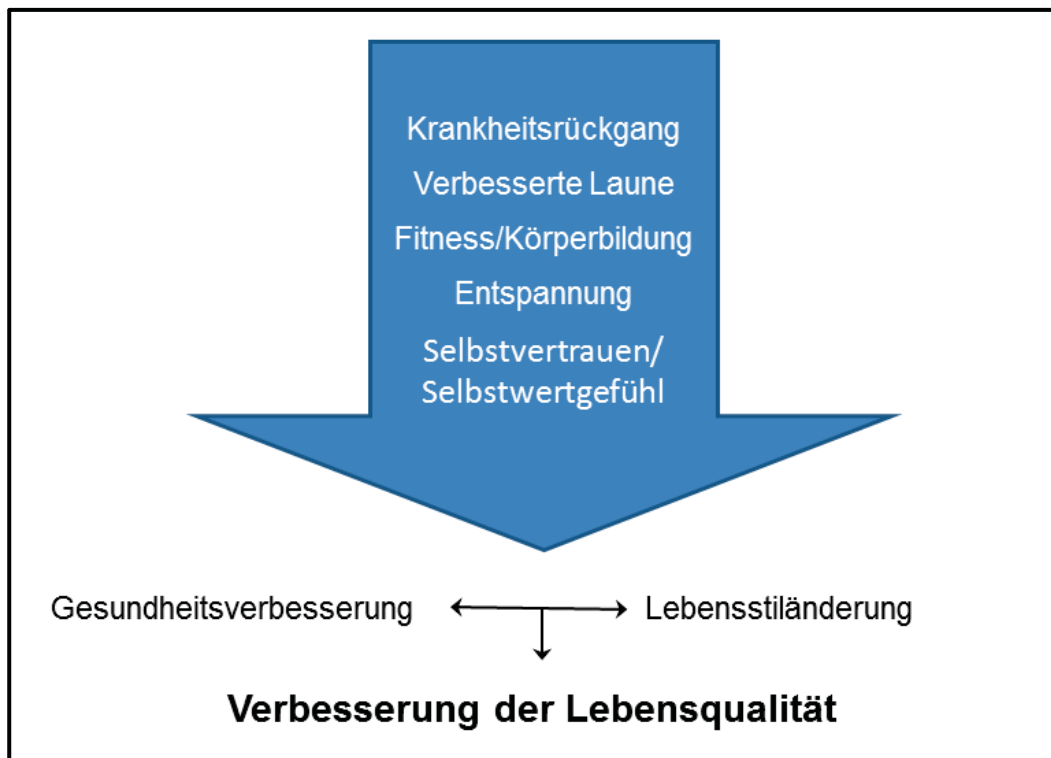 Krankheitsrückgang
Verbesserte Laune
Fitness/Körperbildung
Entspannung
Selbstvertrauen/
Selbstwertgefühl
Gesundheitsverbesserung Lebensstiländerung
Verbesserung der Lebensqualität